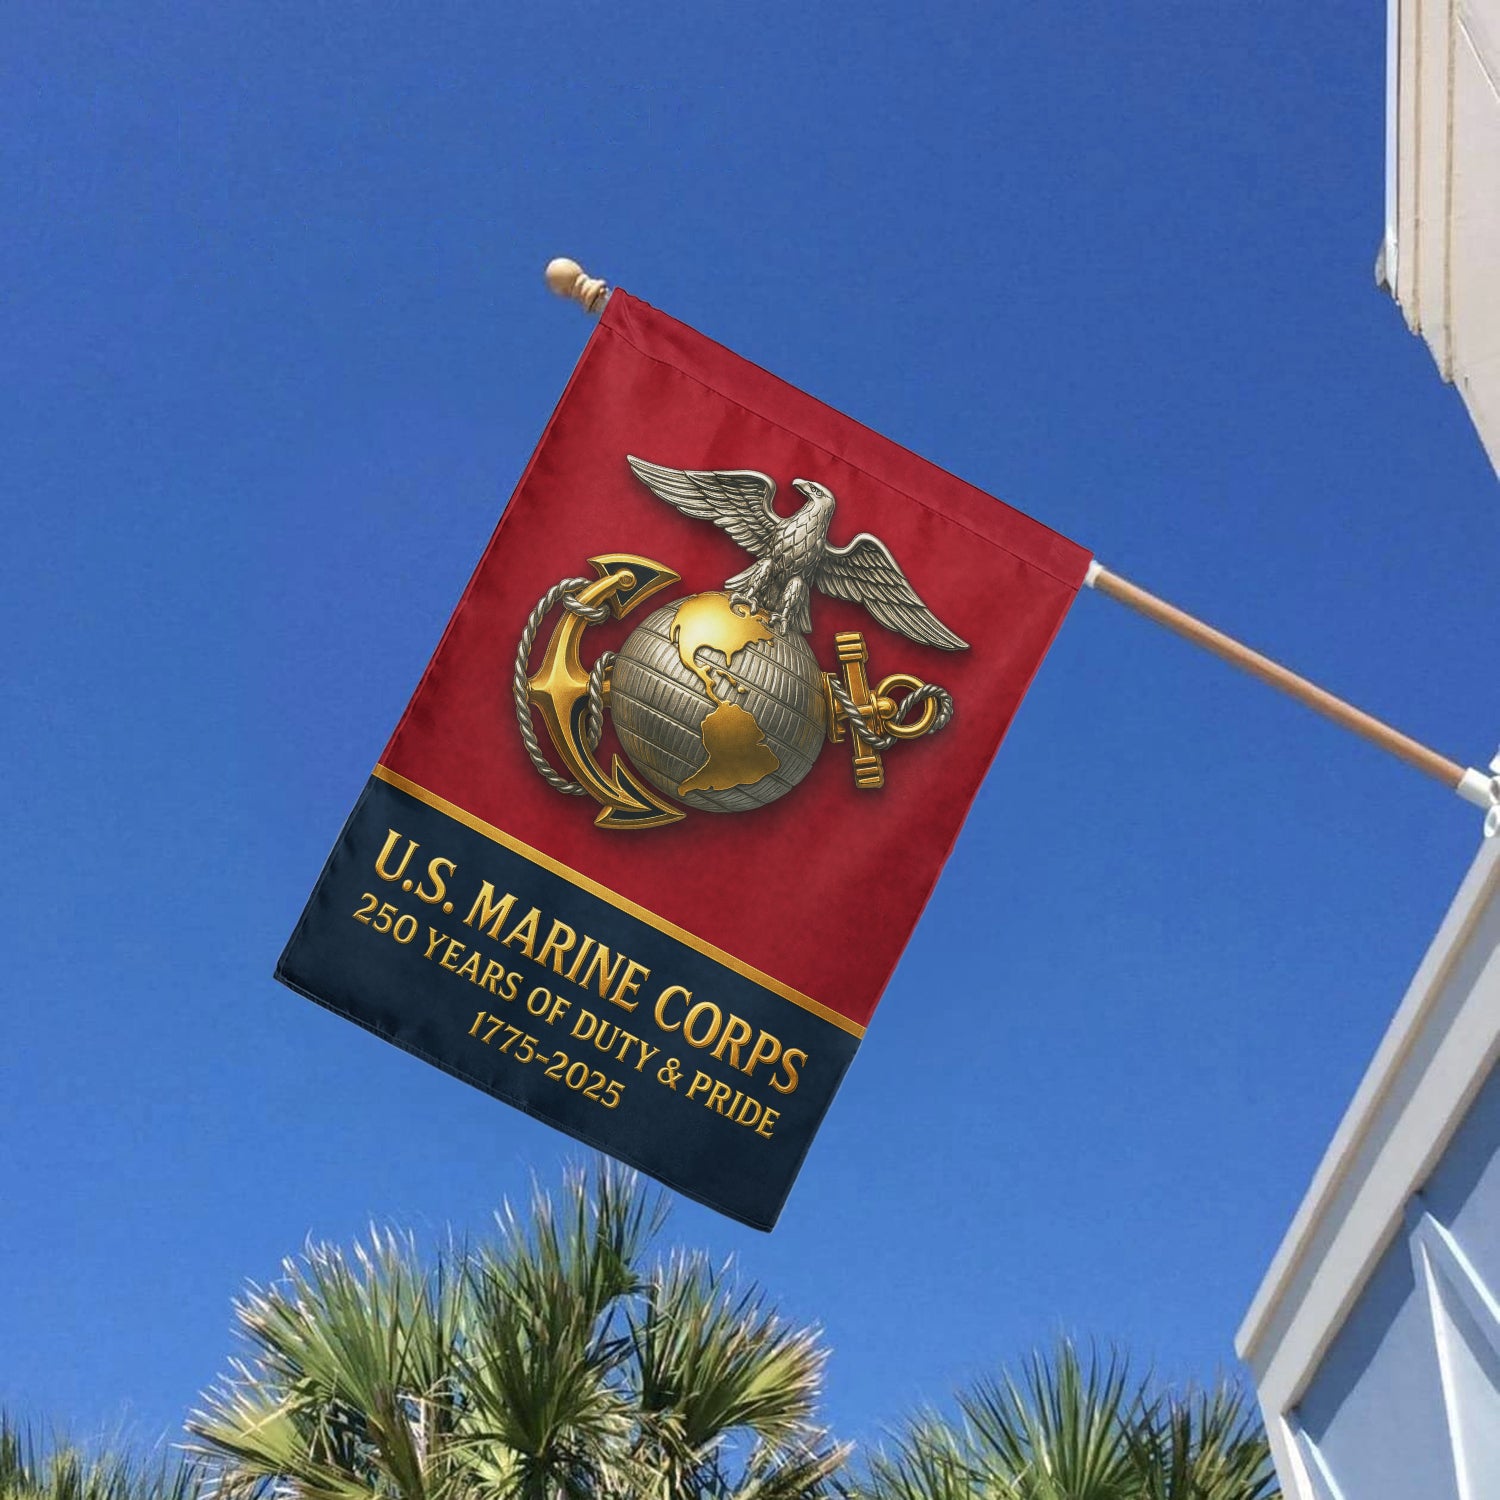 U.S. MARINE CORPS
250 YEARS OF DUTY & PRIDE
1775-2025